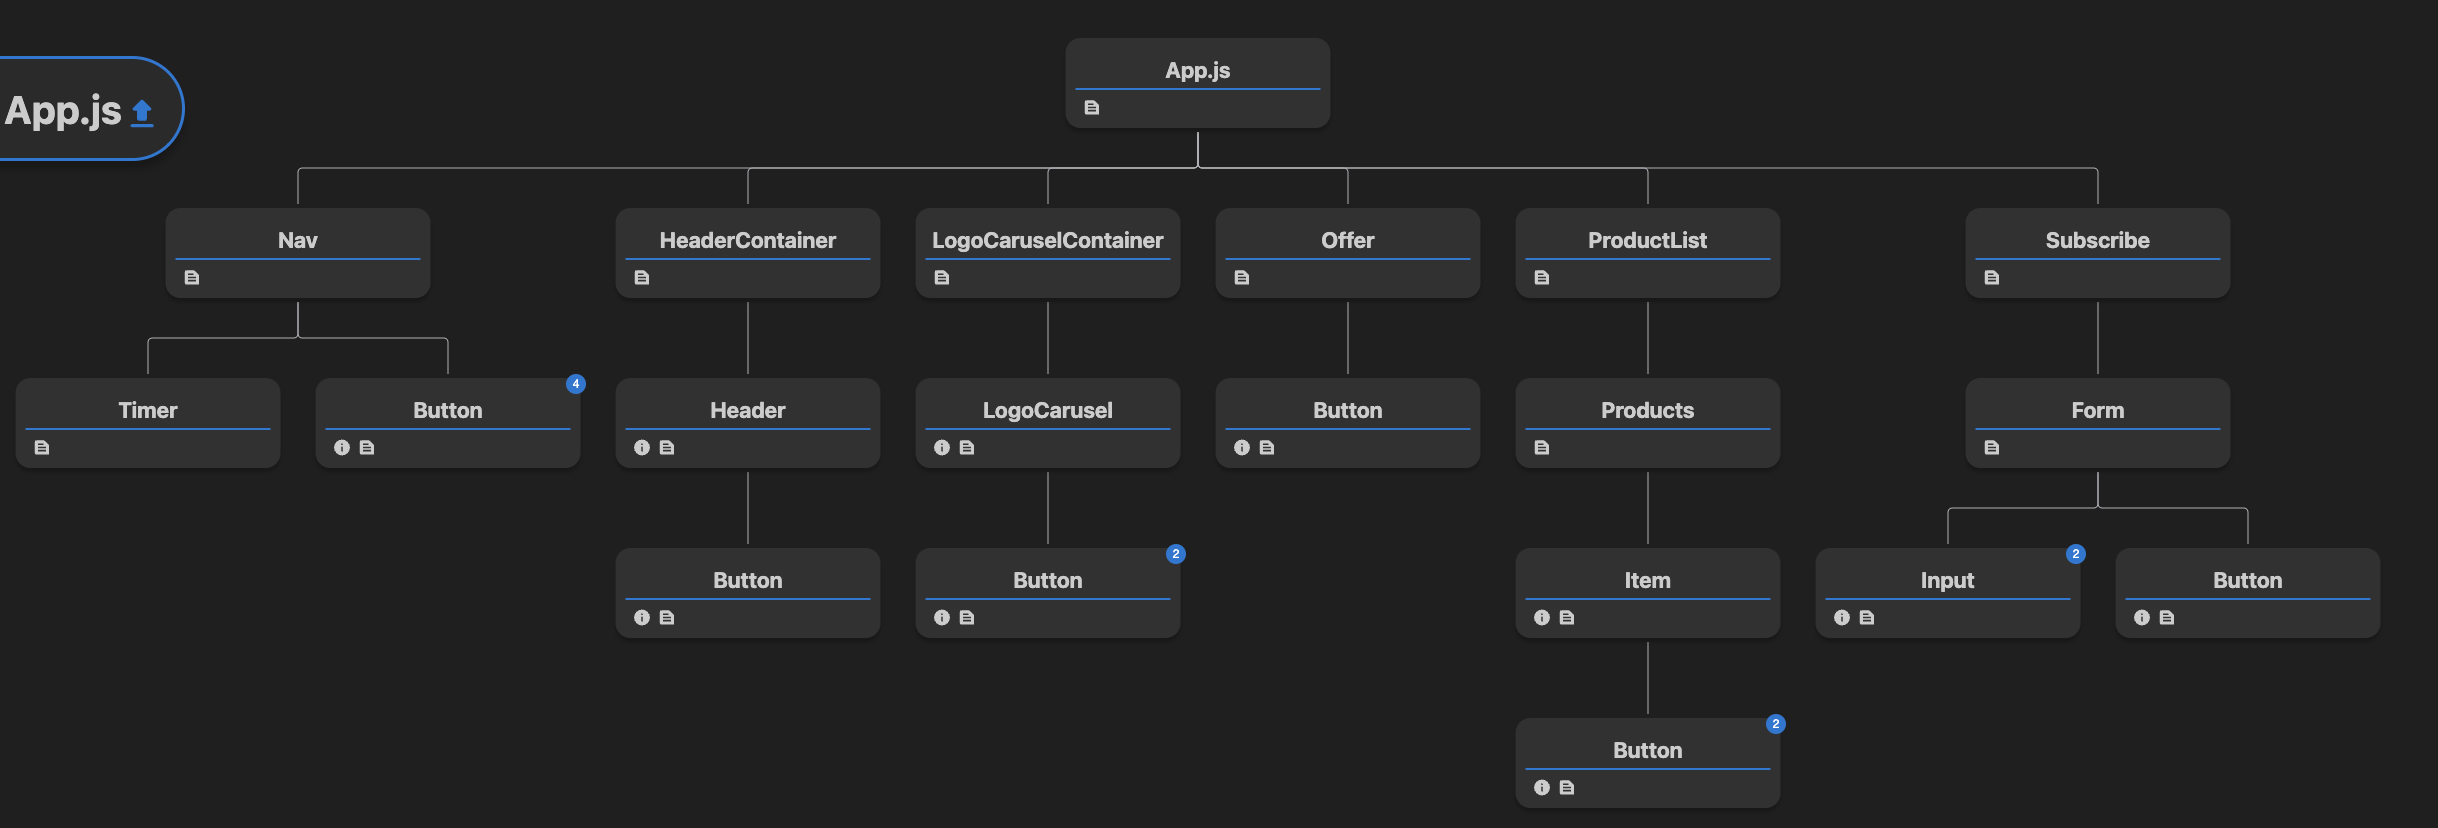 App.js
App.js
Nav
HeaderContainer
LogoCaruselContainer
Offer
ProductList
Subscribe
Timer
Button
4
Header
LogoCarusel
Button
Products
Form
Button
Button
2
Item
Input
2
Button
Button
2